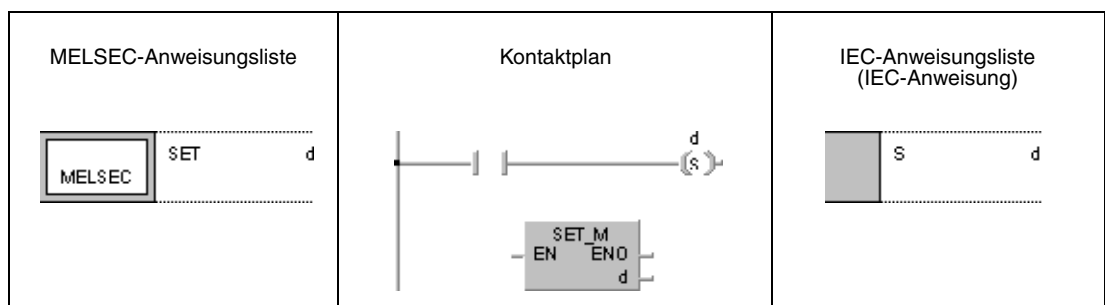 MELSEC-Anweisungsliste
MELSEC
SET d
Kontaktplan
d
S
SET_M
EN ENO
d
IEC-Anweisungsliste
(IEC-Anweisung)
S d